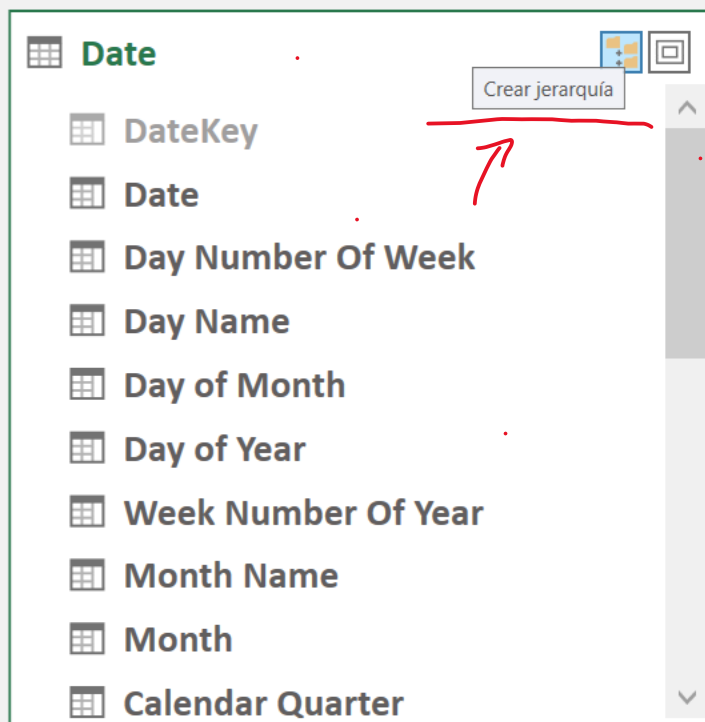 Date
Crear jerarquía
DateKey
Date
Day Number Of Week
Day Name
Day of Month
Day of Year
Week Number Of Year
Month Name
Month
Calendar Quarter